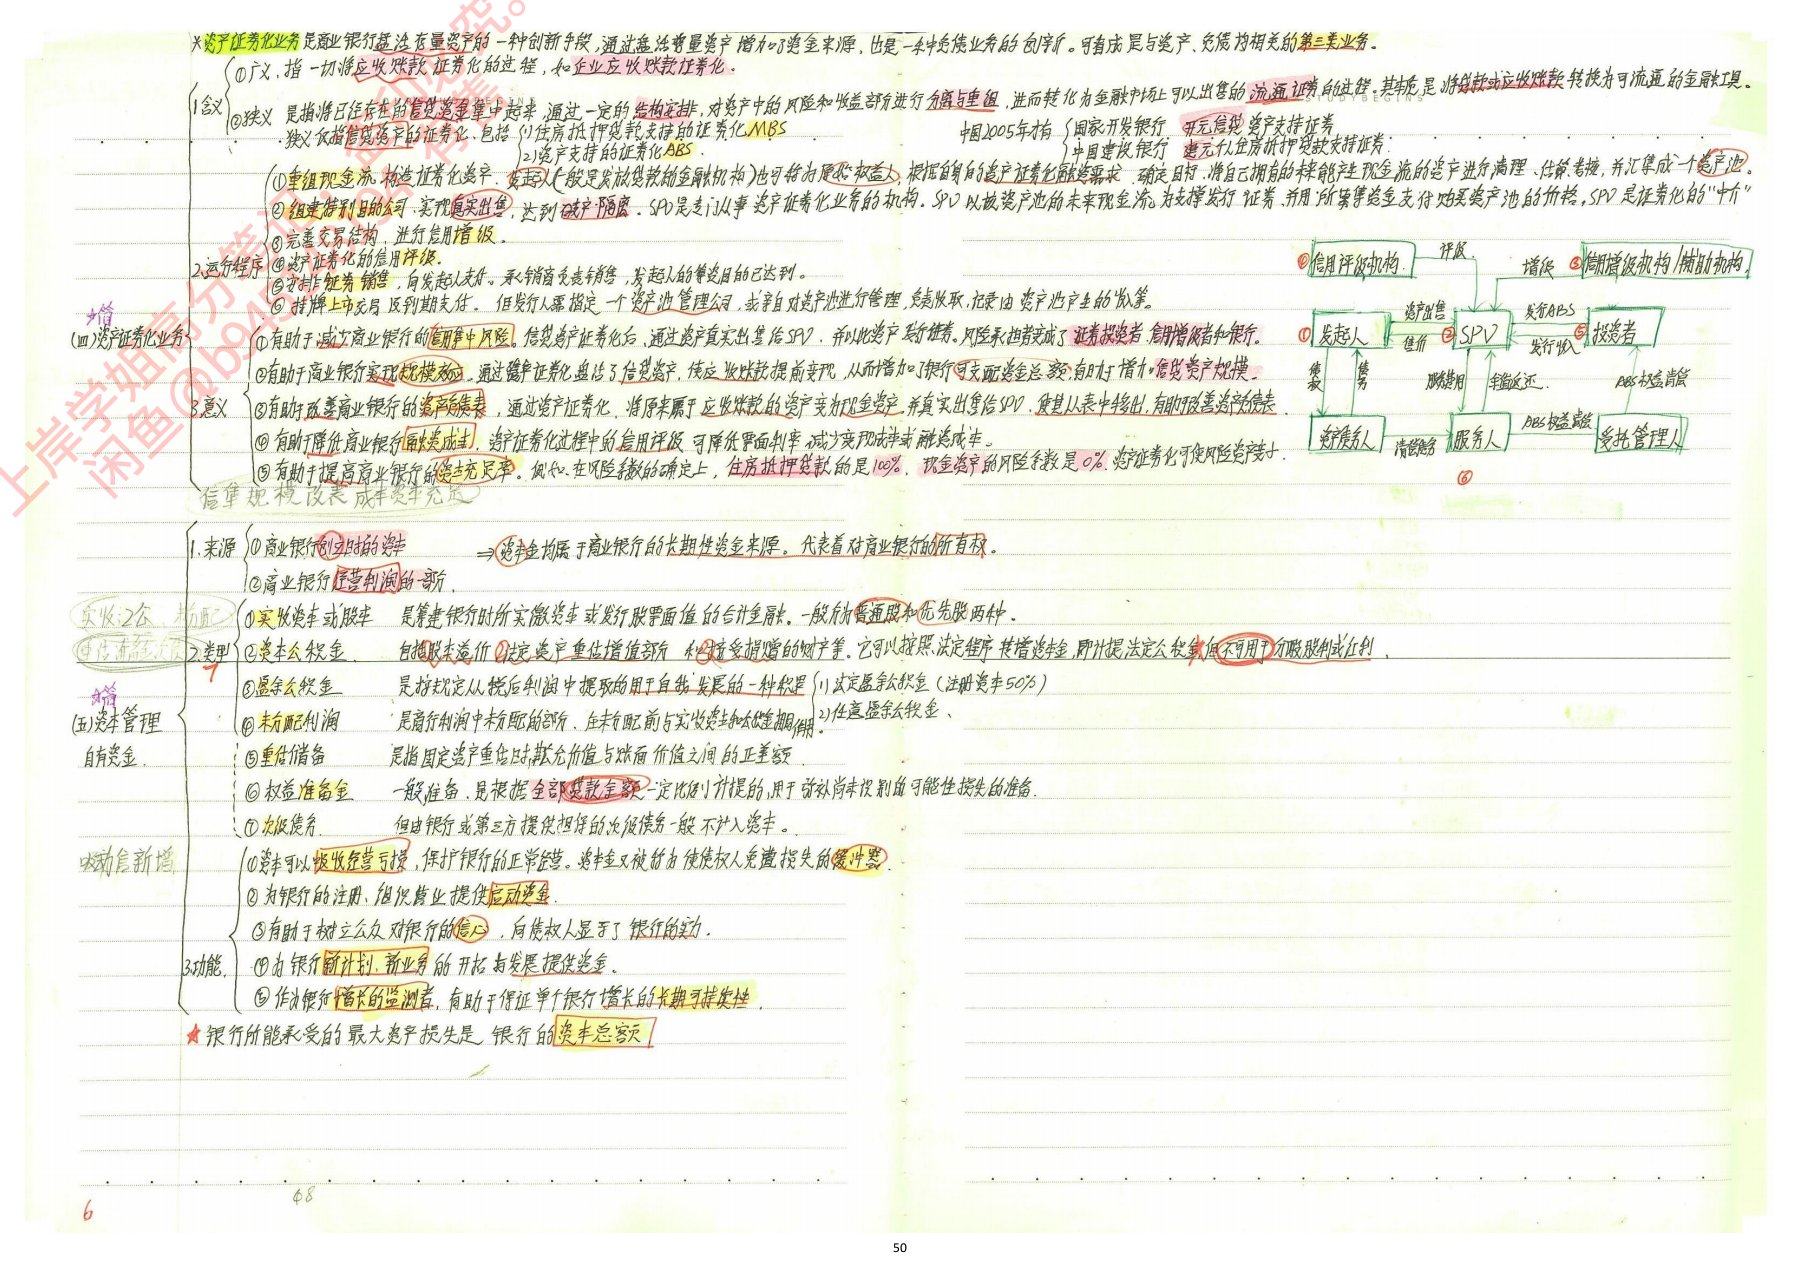 *资产证券化业务是商业银行盘活存量资产的一种创新手段,通过盘活存量资产增加了资金来源,也是一种负债业务的创新。可看成是与资产、负债均相关的第三类业务。
(四)资产证券化业务
1.含义
①广义.指一切将应收账款证券化的过程,如企业应收账款证券化.
②狭义 是指将已经存在的信贷资金集中起来,通过一定的结构安排,对资产中的风险和收益部分进行分离与重组,进而转化为金融市场上可以出售的流通证券的过程.其本质是将贷款或应收账款转换为可流通的金融工具。
狭义仅指信贷资产的证券化.包括 1)住房抵押贷款支持的证券化MBS
2)资产支持的证券化ABS.
中国2005年才有 国家开发银行 开元信贷资产支持证券
中国建设银行 建元个人住房抵押贷款支持证券.
2.运行程序
①重组现金流,构造证券化资产.发起人(一般是发放贷款的金融机构)也可称为原始权益人,根据自身的资产证券化融资需求.确定目标,将自己拥有的未来能产生现金流的资产进行清理、估算、考核,并汇集成一个资产池。
②组建特别目的公司,实现真实出售,达到破产隔离。SPV是专门从事资产证券化业务的机构。SPV以被资产池的未来现金流为支撑发行证券,并用所募集资金支付购买资产池的价格。SPV是证券化的“中介”
③完善交易结构,进行信用增级。
④资产证券化的信用评级.
⑤安排证券销售,向发起人支付。承销商负责销售,发起人的筹资目的已达到。
⑥挂牌上市交易及到期支付。但发行人需指定一个资产池管理公司,或亲自对资产池进行管理,负责收取,记录由资产池产生的收入等。
3.意义
①有助于减少商业银行的信用集中风险。信贷资产证券化后,通过资产真实出售给SPV,并以此资产发行证券.风险承担者变成了证券投资者 信用增级者和银行。
②有助于商业银行实现规模效应。通过资产证券化盘活了信贷资产,使应收账款提前变现,从而增加了银行可支配资金总额,有助于增加信贷资产规模。
③有助于改善商业银行的资产负债表,通过资产证券化,将原来属于应收账款的资产变为现金资产,并真实出售给SPV,使其从表中移出,有助于改善资产负债表.
④有助于降低商业银行融资成本,资产证券化过程中的信用评级可降低票面利率,减少变现成本或融资成本。
⑤有助于提高商业银行的资本充足率。例如.在风险系数的确定上,住房抵押贷款的是100%.现金资产的风险系数是0%.资产证券化可使风险资产变小.
信集规模改表成本资本充足
①信用评级机构
评级
增级
③信用增级机构/辅助机构
①发起人
资产出售
售价
②SPV
发行ABS
发行收入
⑤投资者
债权
债务
服务费用
ABS权益偿
资产债务人
清偿债务
服务人
ABS权益偿
受托管理人
⑥
(五)资本管理
自有资金.
1.来源
①商业银行创立时的资本 ⇒资本金均属于商业银行的长期性资金来源。代表着对商业银行的所有权。
②商业银行经营利润的一部分.
2.类型
7
①实收资本或股本 是筹建银行时所实缴资本或发行股票面值的合计金融。一般分为普通股和优先股两种.
②资本公积金 包括股本溢价 ②法定资产重估增值部分 和③接受捐赠的财产等。它可以按照法定程序转增资本金,即计提法定公积金,但不可用于分股股利或红利.
③盈余公积金 是按规定从税后利润中提取的用于自我发展的一种积累 1)法定盈余公积金(注册资本50%)
2)任意盈余公积金、
④未分配利润 是商行利润中未分配的部分.在未分配前与实收资本和公积金相同作用。
⑤重估储备 是指固定资产重估时,其公允价值与账面价值之间的正差额.
⑥权益准备金 一般准备.是根据全部贷款余额一定比例计提的,用于弥补尚未识别的可能性损失的准备.
⑦次级债务 但由银行或第三方提供担保的次级债务一般不计入资本。
吸动信新增
3.功能.
①资本可以吸收经营亏损,保护银行的正常经营。资本金又被称为使债权人免遭损失的缓冲器.
②为银行的注册、组织营业提供启动资金.
③有助于树立公众对银行的信心,向债权人显示了银行的实力.
④为银行新计划、新业务的开拓与发展提供资金.
⑤作为银行增长的监测者,有助于保证单个银行增长的长期可持续性.
★银行所能承受的最大资产损失是银行的资本总额
68
6
50
上岸学姐高分笔记
闲鱼@b94